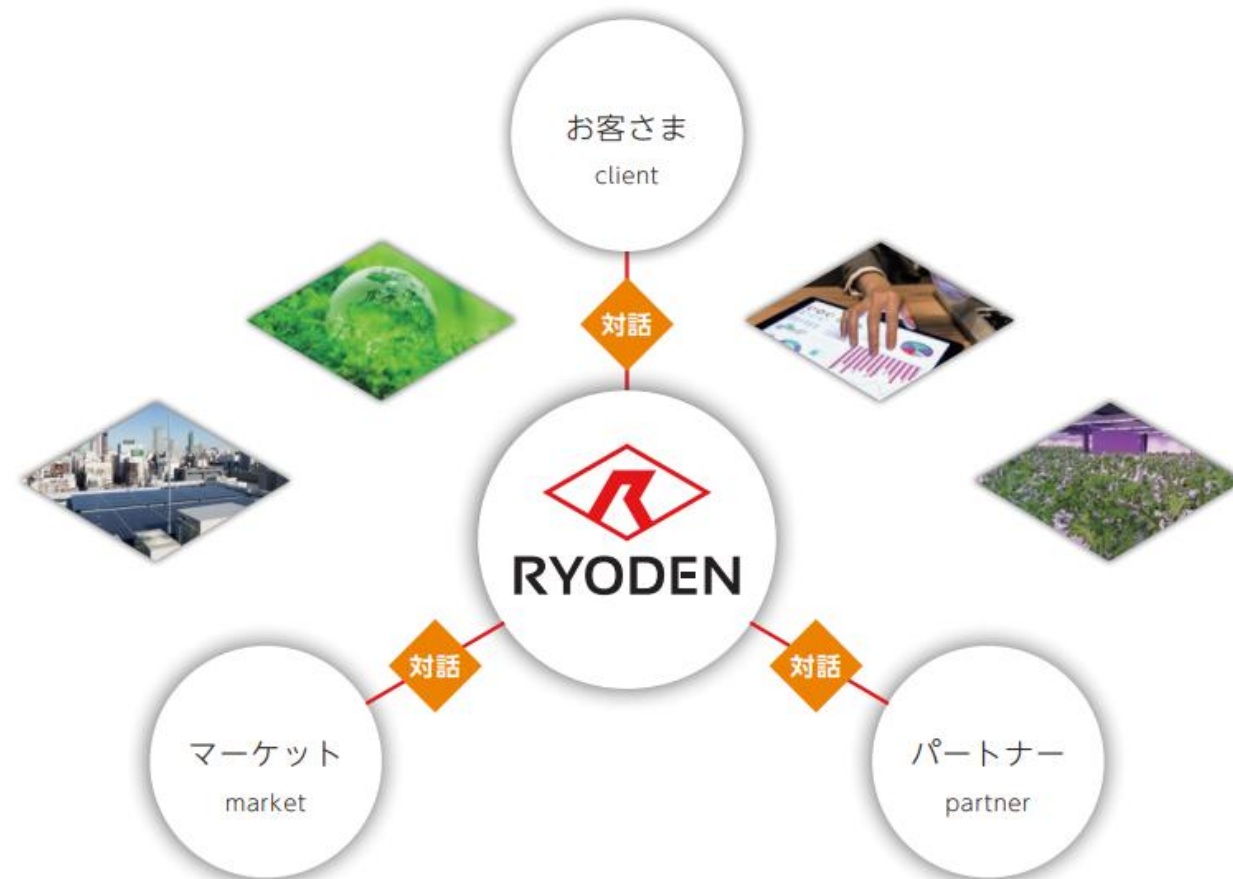 お客さま
client
対話
RYODEN
対話
対話
マーケット
market
パートナー
partner